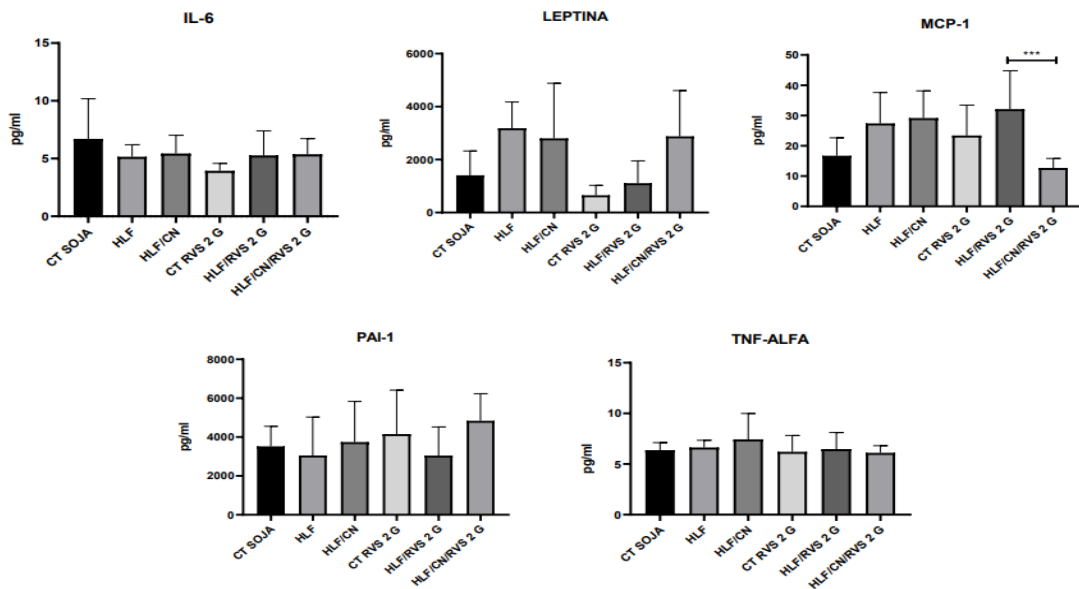 IL-6
15
10
5
0
pg/ml
CT SOJA
HLF
HLF/CN
CT RVS 2 G
HLF/RVS 2 G
HLF/CN/RVS 2 G
LEPTINA
6000
4000
2000
0
pg/ml
CT SOJA
HLF
HLF/CN
CT RVS 2 G
HLF/RVS 2 G
HLF/CN/RVS 2 G
MCP-1
50
40
30
20
10
0
pg/ml
***
CT SOJA
HLF
HLF/CN
CT RVS 2 G
HLF/RVS 2 G
HLF/CN/RVS 2 G
PAI-1
8000
6000
4000
2000
0
pg/ml
CT SOJA
HLF
HLF/CN
CT RVS 2 G
HLF/RVS 2 G
HLF/CN/RVS 2 G
TNF-ALFA
15
10
5
0
pg/ml
CT SOJA
HLF
HLF/CN
CT RVS 2 G
HLF/RVS 2 G
HLF/CN/RVS 2 G